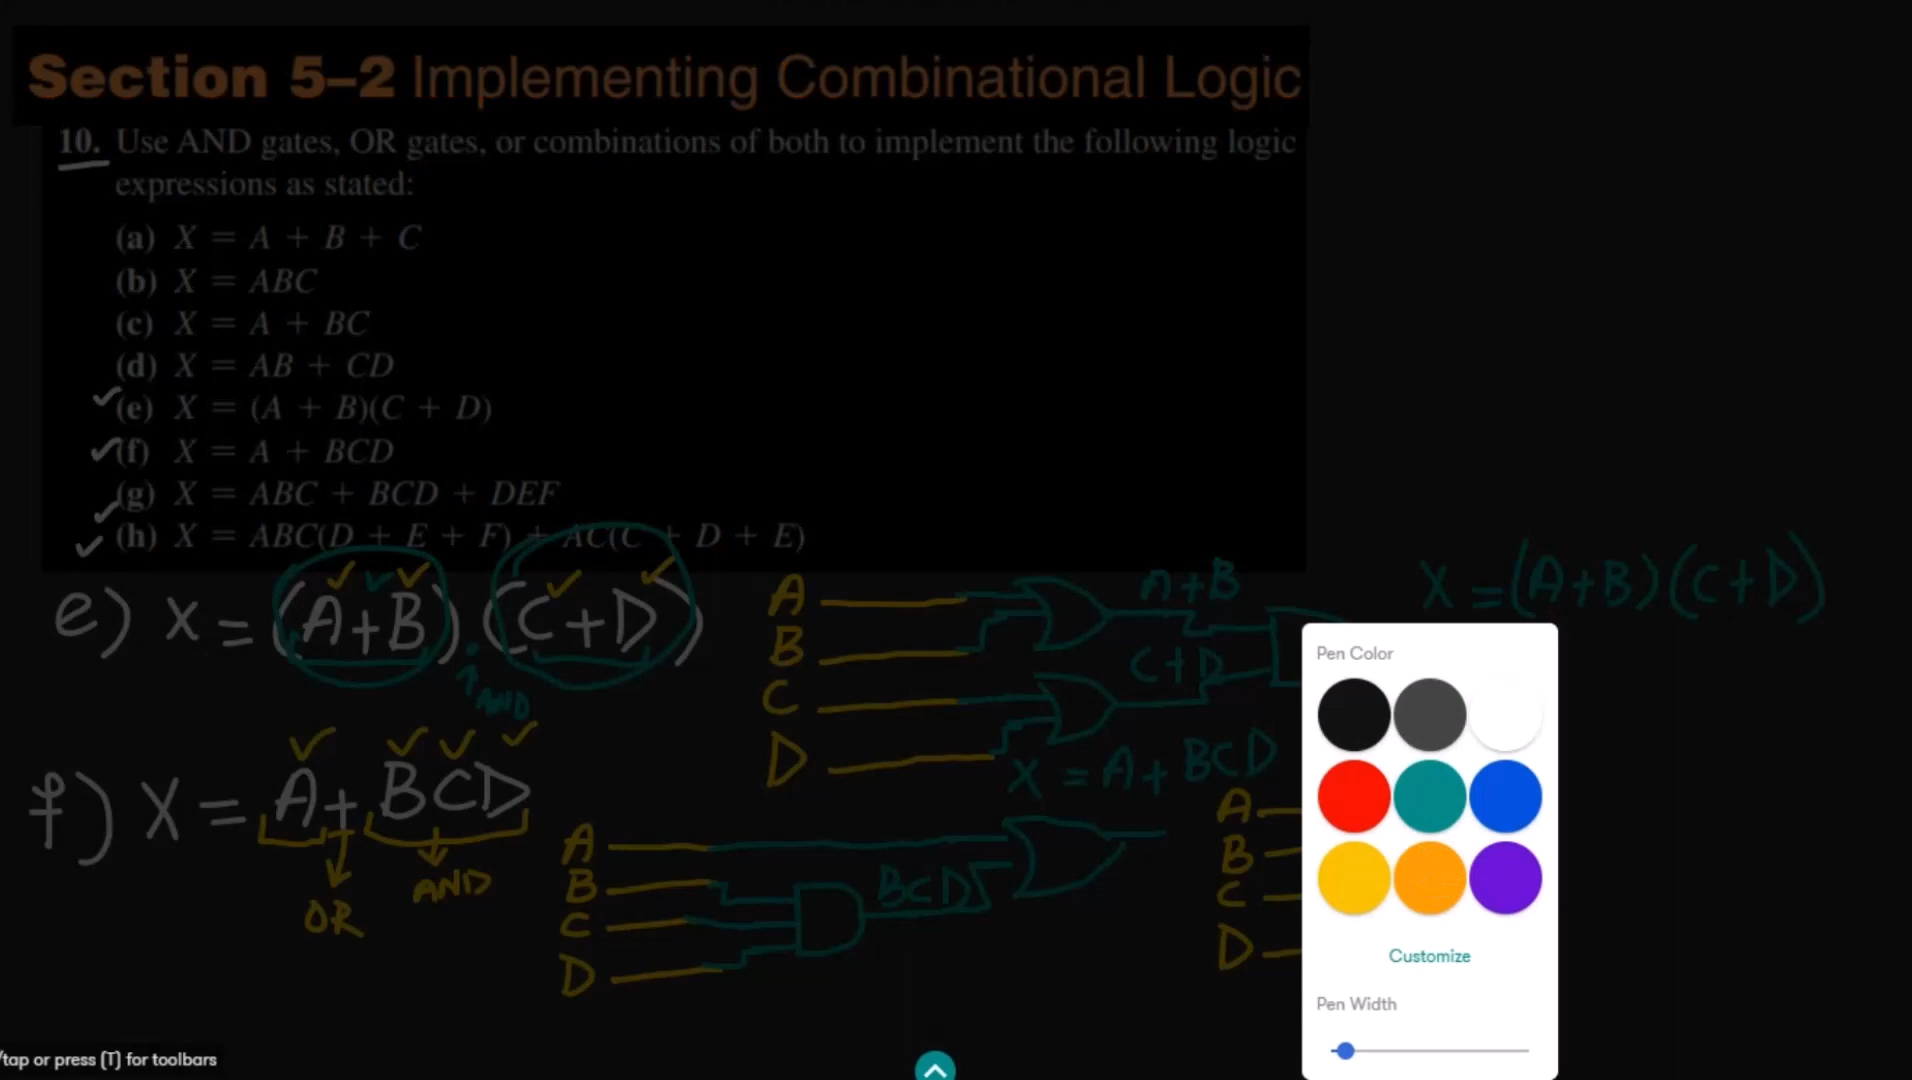 Section 5–2 Implementing Combinational Logic
10. Use AND gates, OR gates, or combinations of both to implement the following logic
expressions as stated:
(a) X = A + B + C
(b) X = ABC
(c) X = A + BC
(d) X = AB + CD
(e) X = (A + B)(C + D)
(f) X = A + BCD
(g) X = ABC + BCD + DEF
(h) X = ABC(D + E + F) + AC(C + D + E)
e) X = (A+B) (C+D)
AND
A
B
C
D
A+B
C+D
X = (A+B)(C+D)
f) X = A + BCD
OR
AND
A
B
C
D
BCD
X = A + BCD
A
B
C
D
Pen Color
Customize
Pen Width
/tap or press (T) for toolbars